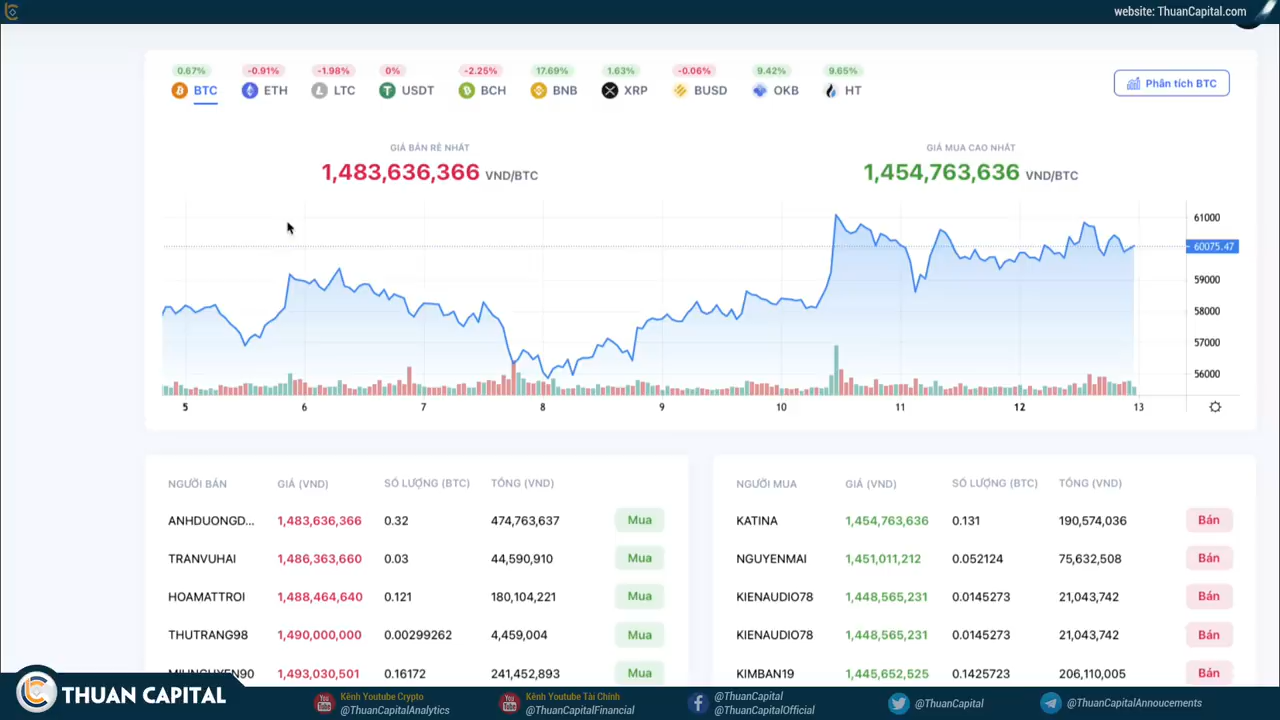 website: ThuanCapital.com
0.67% -0.91% -1.98% 0% -2.25% 17.69% 1.63% -0.06% 9.42% 9.65%
BTC ETH LTC USDT BCH BNB XRP BUSD OKB HT
Phân tích BTC
GIÁ BÁN RẺ NHẤT
1,483,636,366 VND/BTC
GIÁ MUA CAO NHẤT
1,454,763,636 VND/BTC
61000
60075.47
59000
58000
57000
56000
5 6 7 8 9 10 11 12 13
NGƯỜI BÁN GIÁ (VND) SỐ LƯỢNG (BTC) TỔNG (VND)
ANHDUONGD... 1,483,636,366 0.32 474,763,637 Mua
TRANVUHAI 1,486,363,660 0.03 44,590,910 Mua
HOAMATTROI 1,488,464,640 0.121 180,104,221 Mua
THUTRANG98 1,490,000,000 0.00299262 4,459,004 Mua
MIUNGUYEN90 1,493,030,501 0.16172 241,452,893 Mua
NGƯỜI MUA GIÁ (VND) SỐ LƯỢNG (BTC) TỔNG (VND)
KATINA 1,454,763,636 0.131 190,574,036 Bán
NGUYENMAI 1,451,011,212 0.052124 75,632,508 Bán
KIENAUDIO78 1,448,565,231 0.0145273 21,043,742 Bán
KIENAUDIO78 1,448,565,231 0.0145273 21,043,742 Bán
KIMBAN19 1,445,652,525 0.1425723 206,110,005 Bán
THUAN CAPITAL
Kênh Youtube Crypto
@ThuanCapitalAnalytics
Kênh Youtube Tài Chính
@ThuanCapitalFinancial
@ThuanCapital
@ThuanCapitalOfficial
@ThuanCapital
@ThuanCapitalAnnoucements